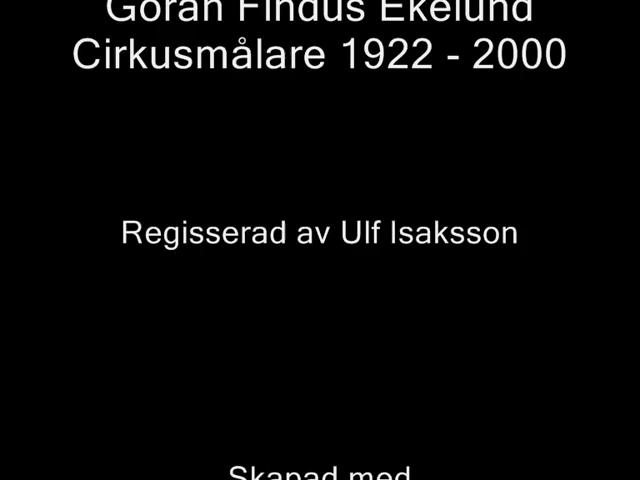 Göran Findus Ekelund
Cirkusmålare 1922 - 2000
Regisserad av Ulf Isaksson
Skapad med